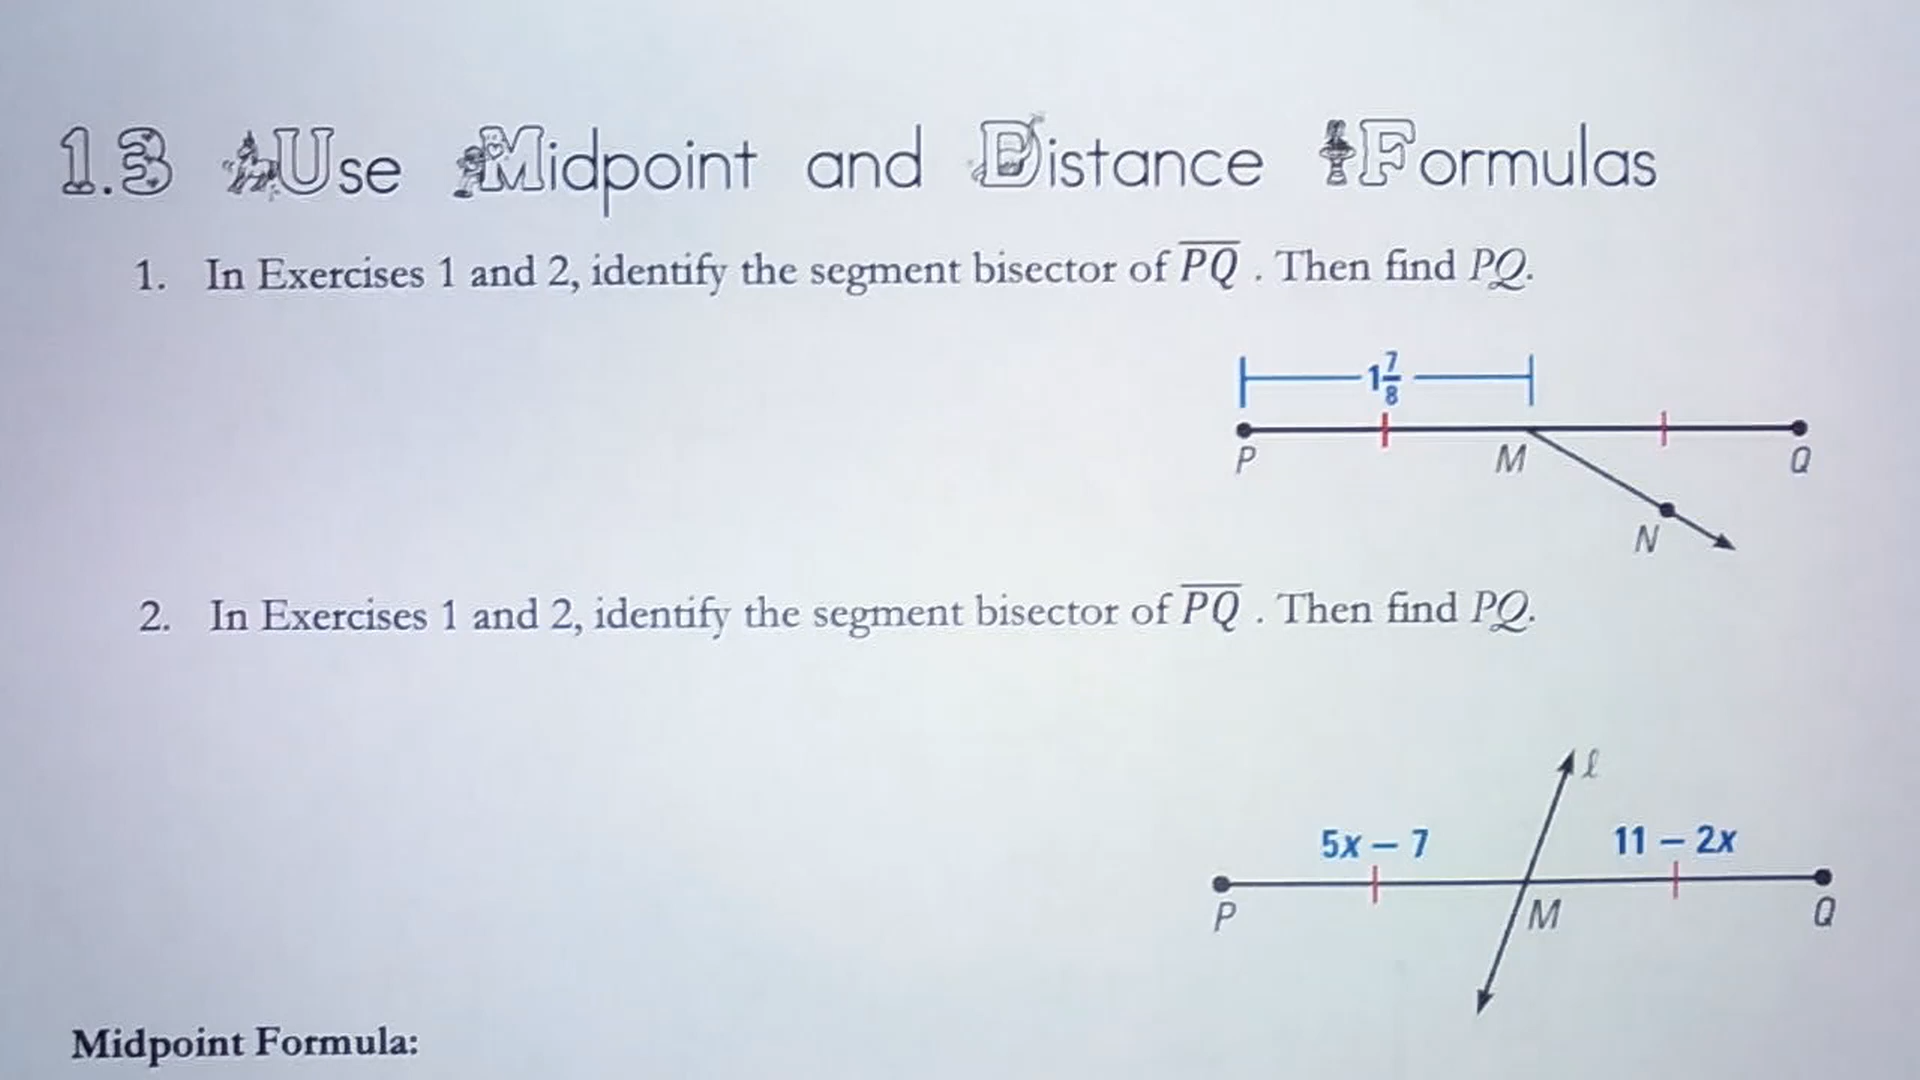 1.3 Use Midpoint and Distance Formulas
1. In Exercises 1 and 2, identify the segment bisector of PQ . Then find PQ.
1 7/8
P M Q
N
2. In Exercises 1 and 2, identify the segment bisector of PQ . Then find PQ.
ℓ
5x – 7 11 – 2x
P M Q
Midpoint Formula: